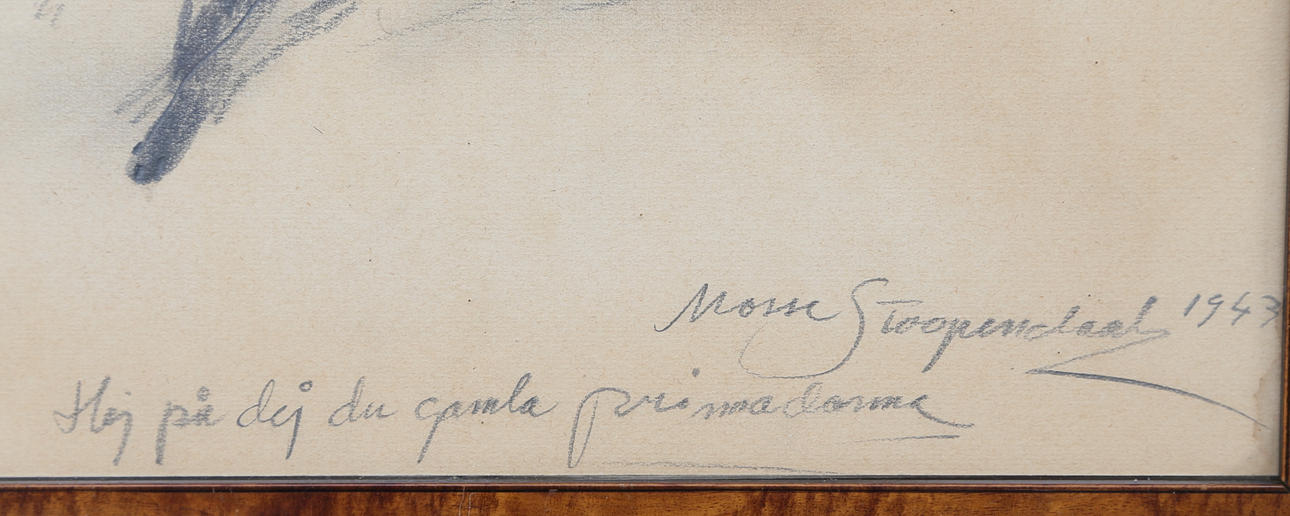 Mosse Stoopendaal 1943
Hej på dej du gamla primadonna